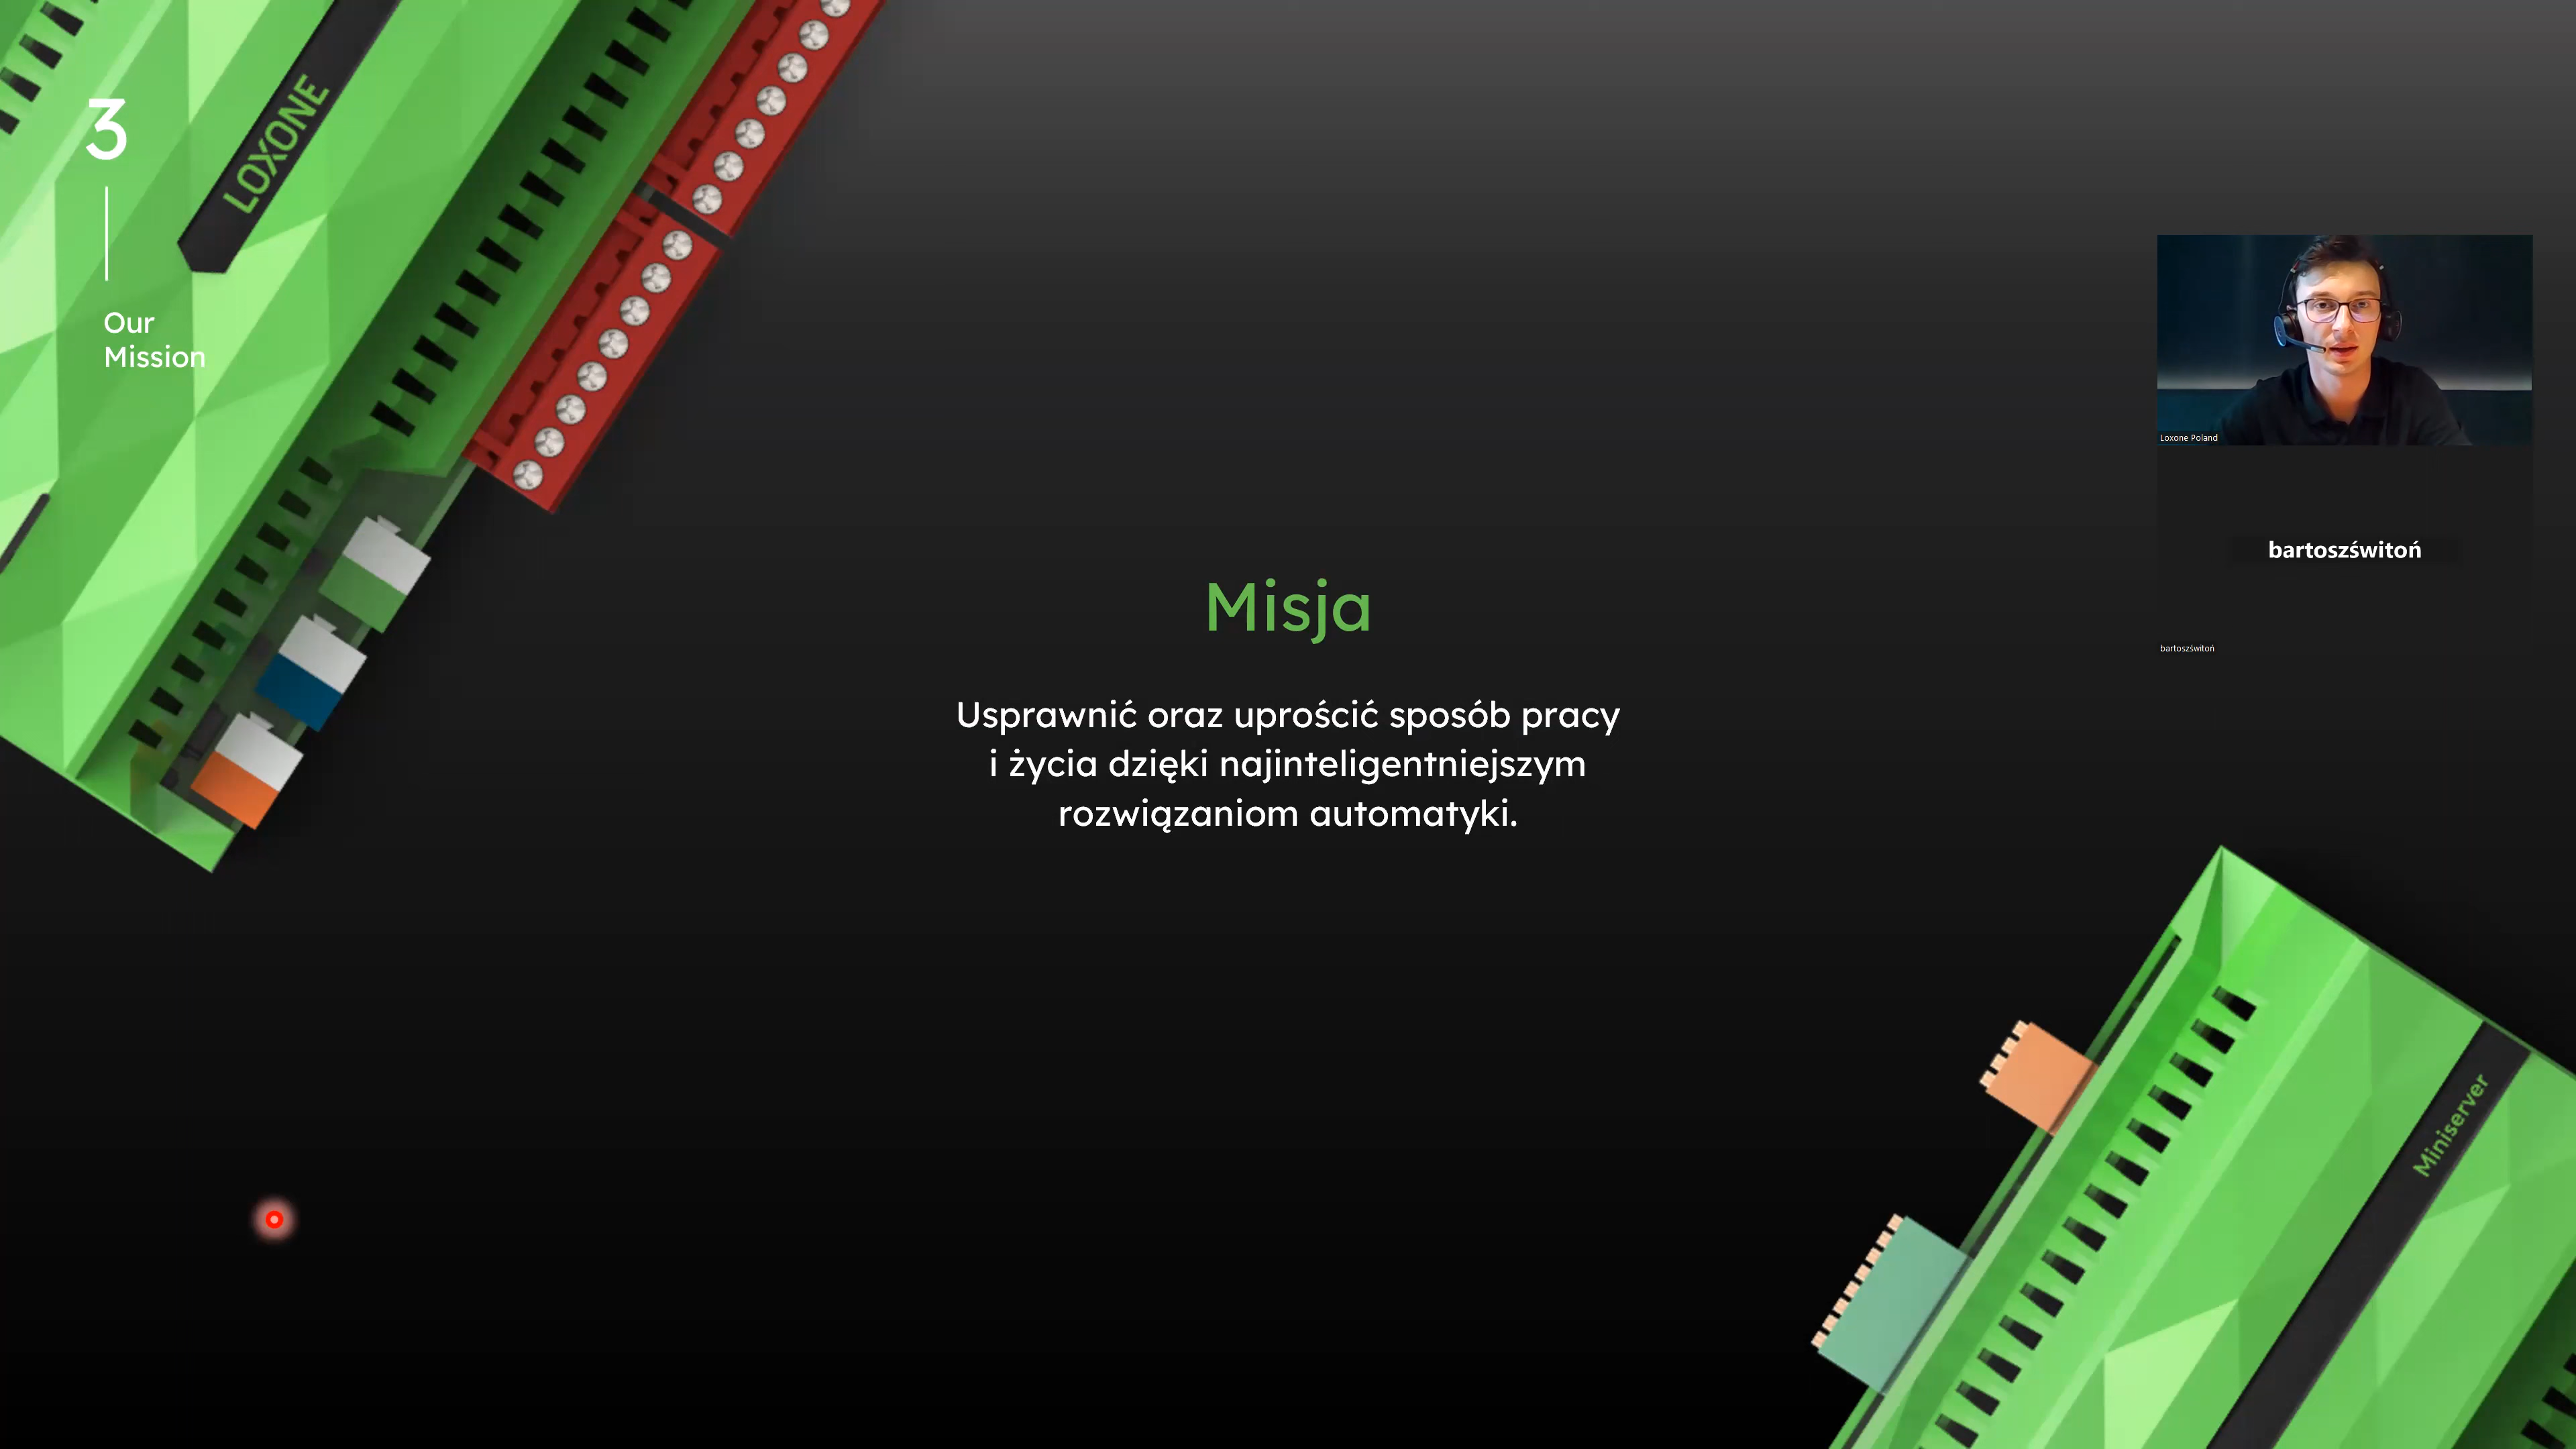 3
LOXONE
Our
Mission
Loxone Poland
bartoszświtoń
bartoszświtoń
Misja
Usprawnić oraz uprościć sposób pracy
i życia dzięki najinteligentniejszym
rozwiązaniom automatyki.
Miniserver